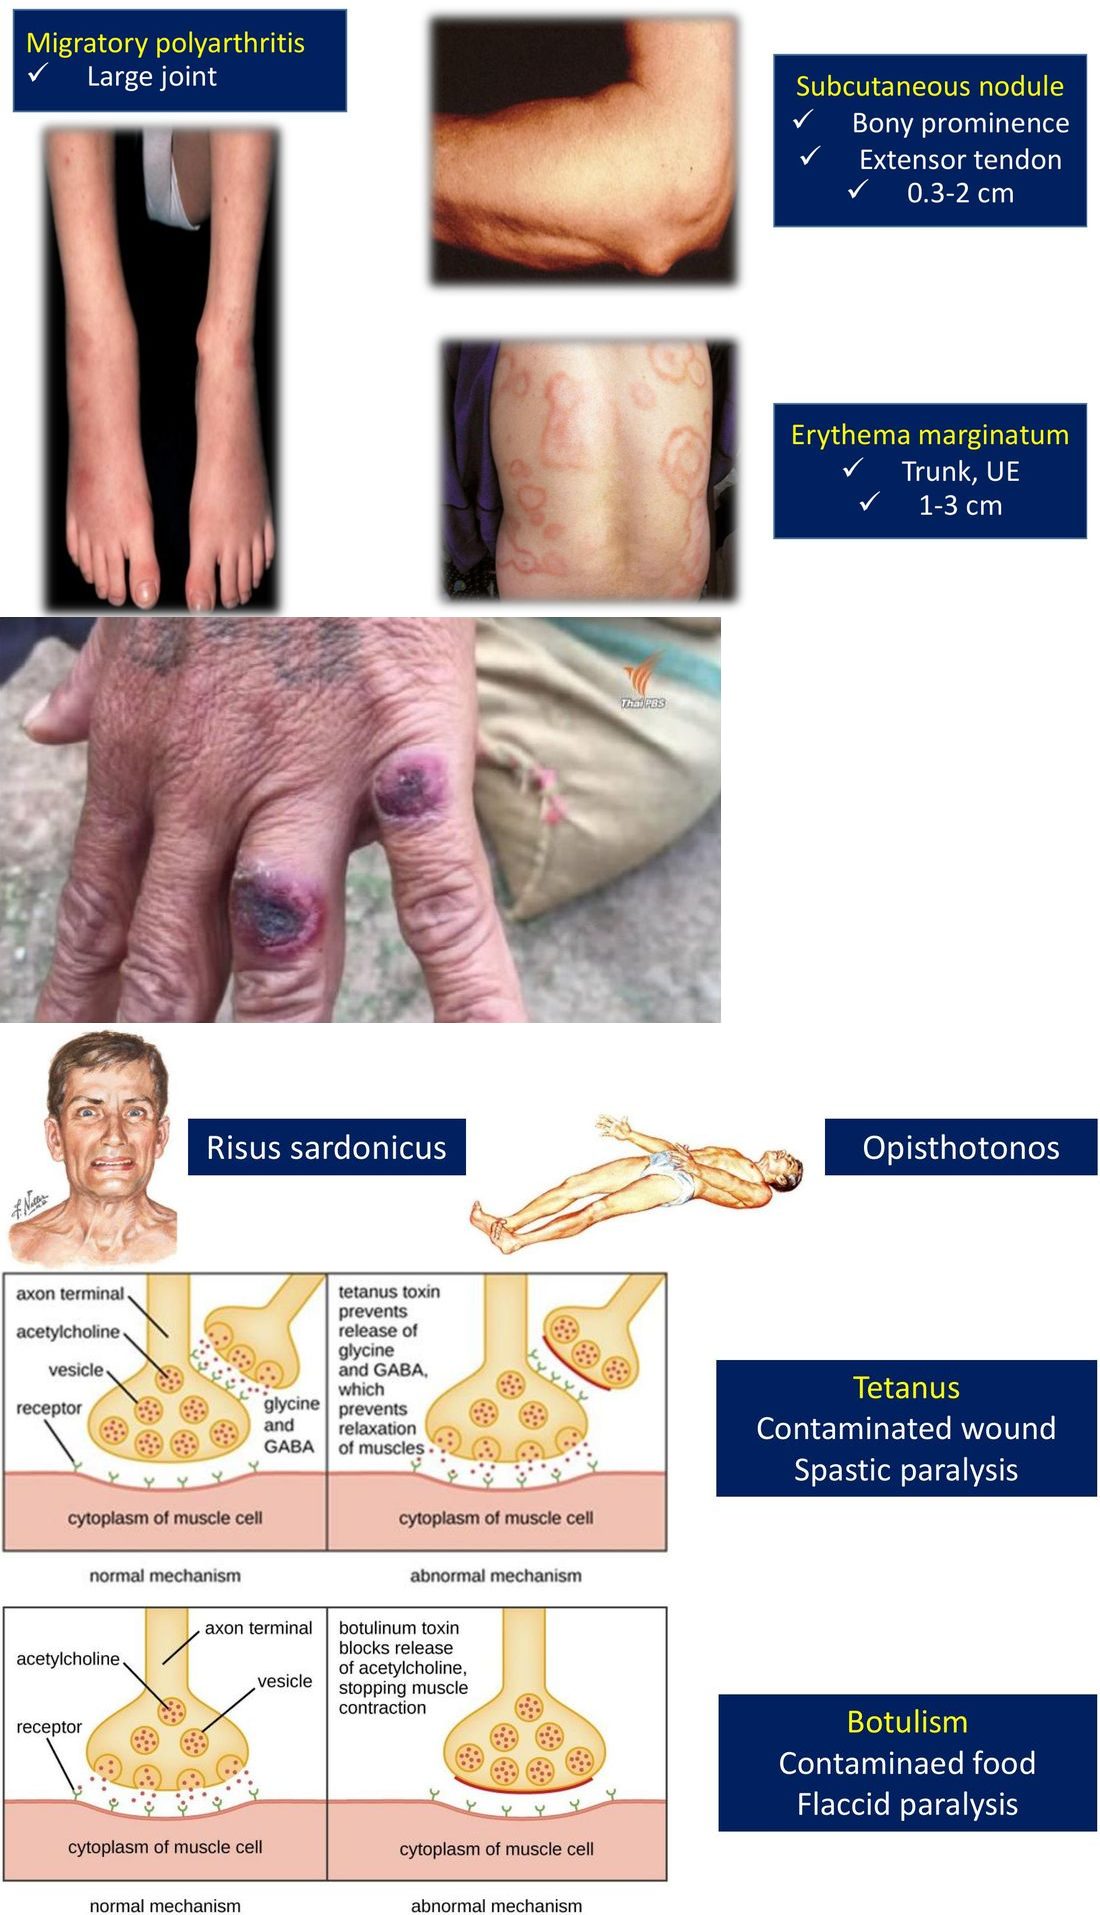 Migratory polyarthritis
✓ Large joint
Subcutaneous nodule
✓ Bony prominence
✓ Extensor tendon
✓ 0.3-2 cm
Erythema marginatum
✓ Trunk, UE
✓ 1-3 cm
Thai PBS
F. Netter
M.D.
Risus sardonicus
Opisthotonos
axon terminal
acetylcholine
vesicle
receptor
glycine
and
GABA
cytoplasm of muscle cell
normal mechanism
tetanus toxin
prevents
release of
glycine
and GABA,
which
prevents
relaxation
of muscles
cytoplasm of muscle cell
abnormal mechanism
Tetanus
Contaminated wound
Spastic paralysis
axon terminal
acetylcholine
vesicle
receptor
cytoplasm of muscle cell
normal mechanism
botulinum toxin
blocks release
of acetylcholine,
stopping muscle
contraction
cytoplasm of muscle cell
abnormal mechanism
Botulism
Contaminaed food
Flaccid paralysis